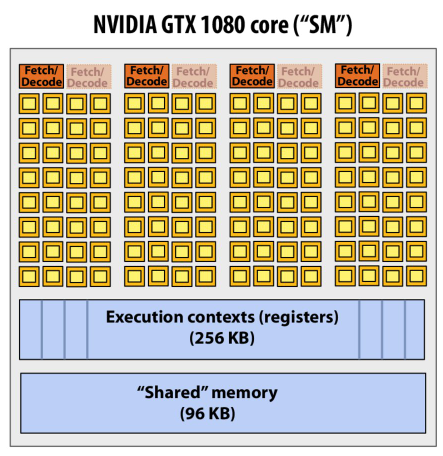 NVIDIA GTX 1080 core (“SM”)
Fetch/ Fetch/ Fetch/ Fetch/ Fetch/ Fetch/ Fetch/ Fetch/
Decode Decode Decode Decode Decode Decode Decode Decode
Execution contexts (registers)
(256 KB)
“Shared” memory
(96 KB)